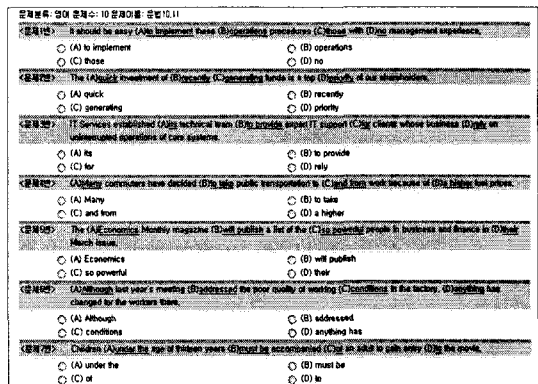 문제분류: 영어 문제수: 10 문제이름: 문법10,11
<문제1번> It should be easy (A)to implement these (B)operations procedures (C)those with (D)no management experience.
(A) to implement (B) operations
(C) those (D) no
<문제2번> The (A)quick investment of (B)recently (C)generating funds is a top (D)priority of our shareholders.
(A) quick (B) recently
(C) generating (D) priority
<문제3번> IT Services established (A)its technical team (B)to provide expert IT support (C)for clients whose business (D)rely on
uninterrupted operations of core systems.
(A) its (B) to provide
(C) for (D) rely
<문제4번> (A)Many commuters have decided (B)to take public transportation to (C)and from work because of (D)a higher fuel prices.
(A) Many (B) to take
(C) and from (D) a higher
<문제5번> The (A)Economics Monthly magazine (B)will publish a list of the (C)so powerful people in business and finance in (D)their
March issue.
(A) Economics (B) will publish
(C) so powerful (D) their
<문제6번> (A)Although last year's meeting (B)addressed the poor quality of working (C)conditions in the factory, (D)anything has
changed for the workers there.
(A) Although (B) addressed
(C) conditions (D) anything has
<문제7번> Children (A)under the age of thirteen years (B)must be accompanied (C)of an adult to gain entry (D)to the movie.
(A) under the (B) must be
(C) of (D) to